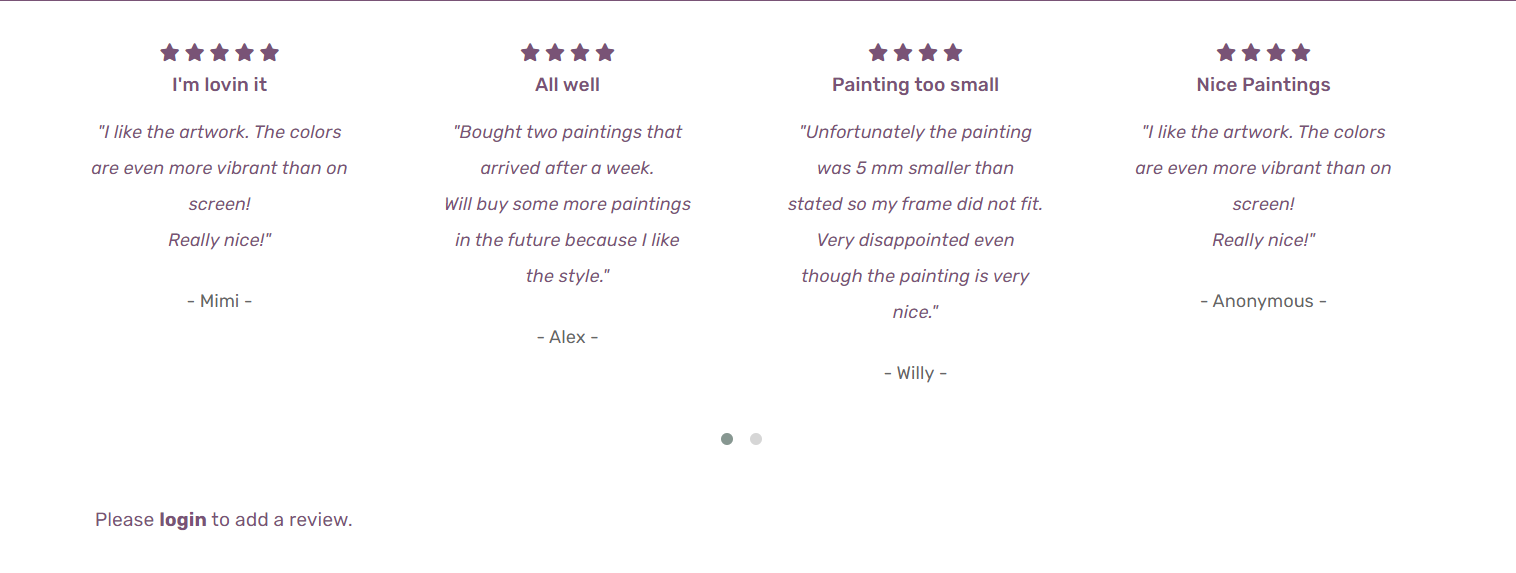 I'm lovin it
"I like the artwork. The colors
are even more vibrant than on
screen!
Really nice!"
- Mimi -
All well
"Bought two paintings that
arrived after a week.
Will buy some more paintings
in the future because I like
the style."
- Alex -
Painting too small
"Unfortunately the painting
was 5 mm smaller than
stated so my frame did not fit.
Very disappointed even
though the painting is very
nice."
- Willy -
Nice Paintings
"I like the artwork. The colors
are even more vibrant than on
screen!
Really nice!"
- Anonymous -
Please login to add a review.